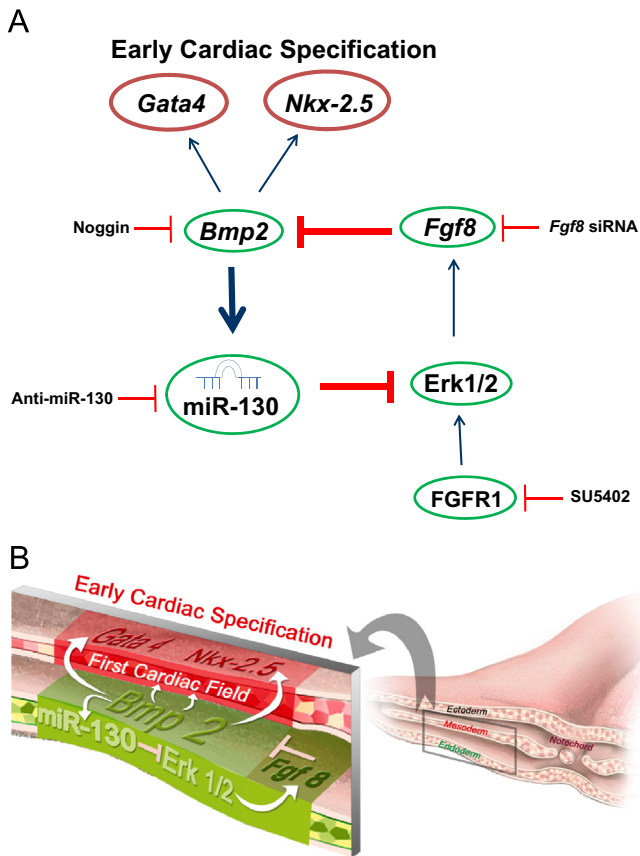 A
Early Cardiac Specification
Gata4
Nkx-2.5
Noggin
Bmp2
Fgf8
Fgf8 siRNA
Anti-miR-130
miR-130
Erk1/2
FGFR1
SU5402
B
Early Cardiac Specification
Gata 4 Nkx-2.5
First Cardiac Field
Bmp 2
miR-130
Erk 1/2
Fgf 8
Ectoderm
Mesoderm
Notochord
Endoderm